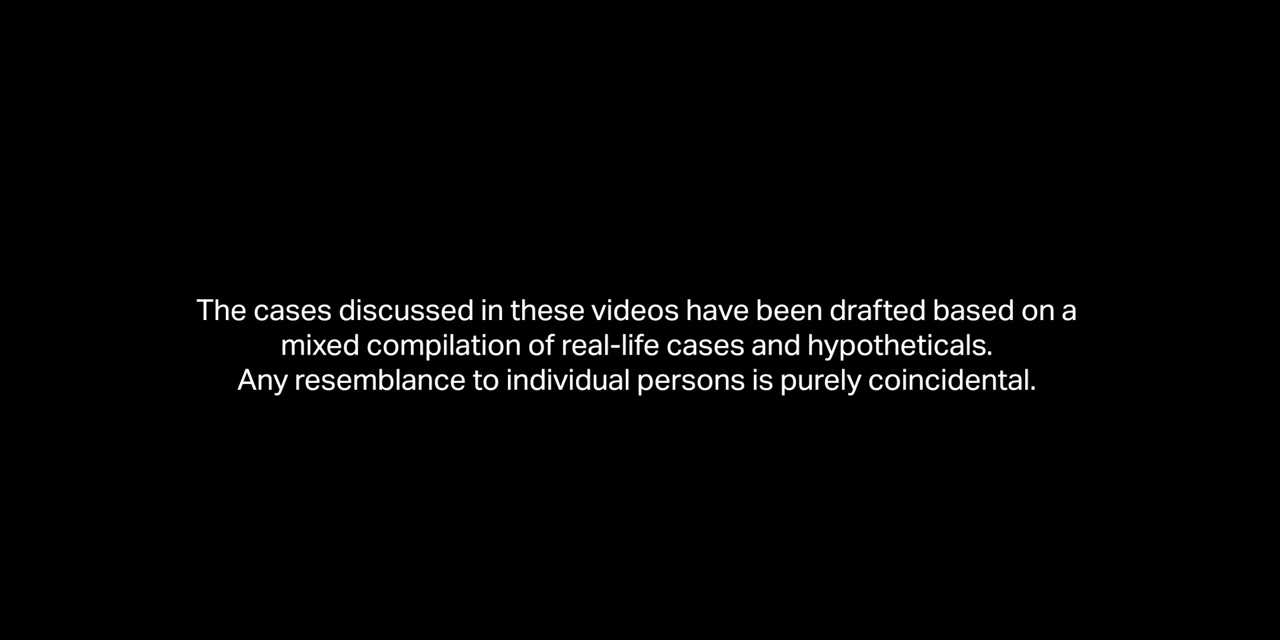 The cases discussed in these videos have been drafted based on a
mixed compilation of real-life cases and hypotheticals.
Any resemblance to individual persons is purely coincidental.